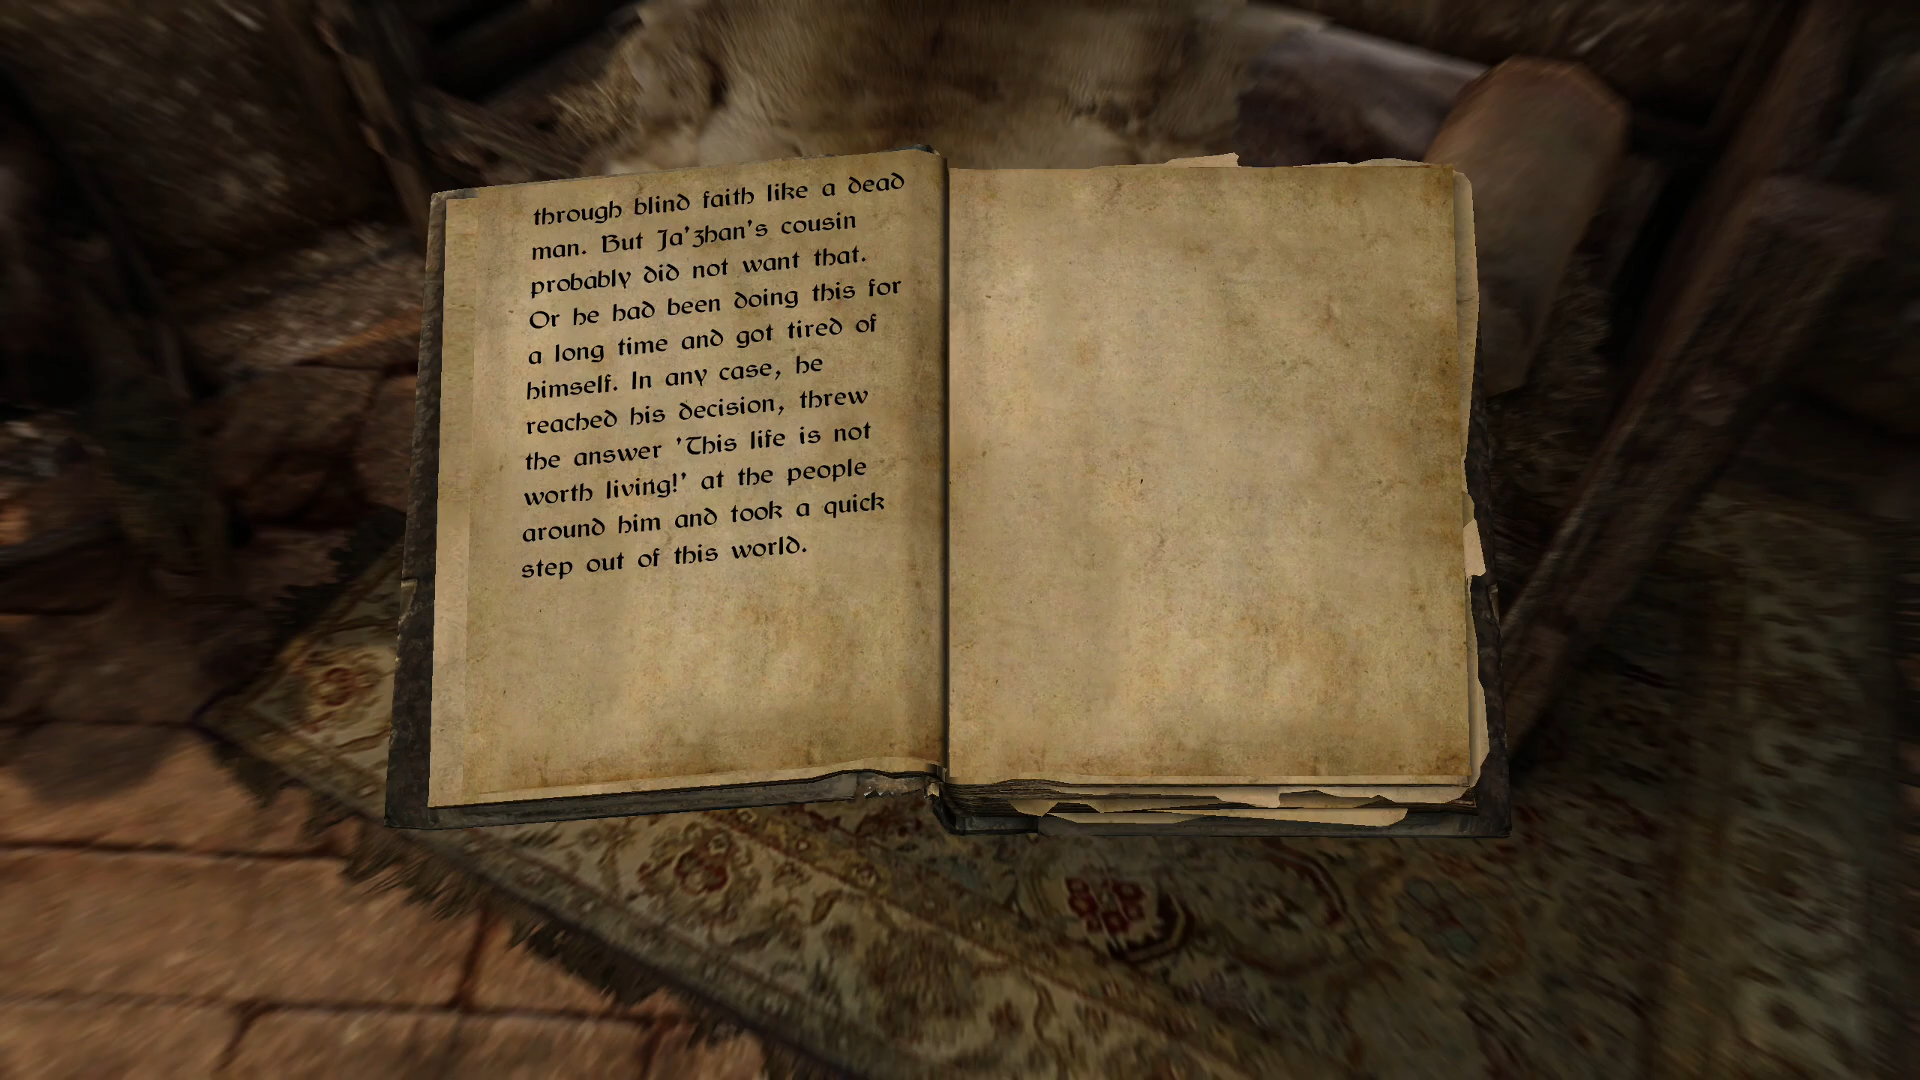 through blind faith like a dead
man. But Ja'zhan's cousin
probably did not want that.
Or he had been doing this for
a long time and got tired of
himself. In any case, he
reached his decision, threw
the answer 'This life is not
worth living!' at the people
around him and took a quick
step out of this world.